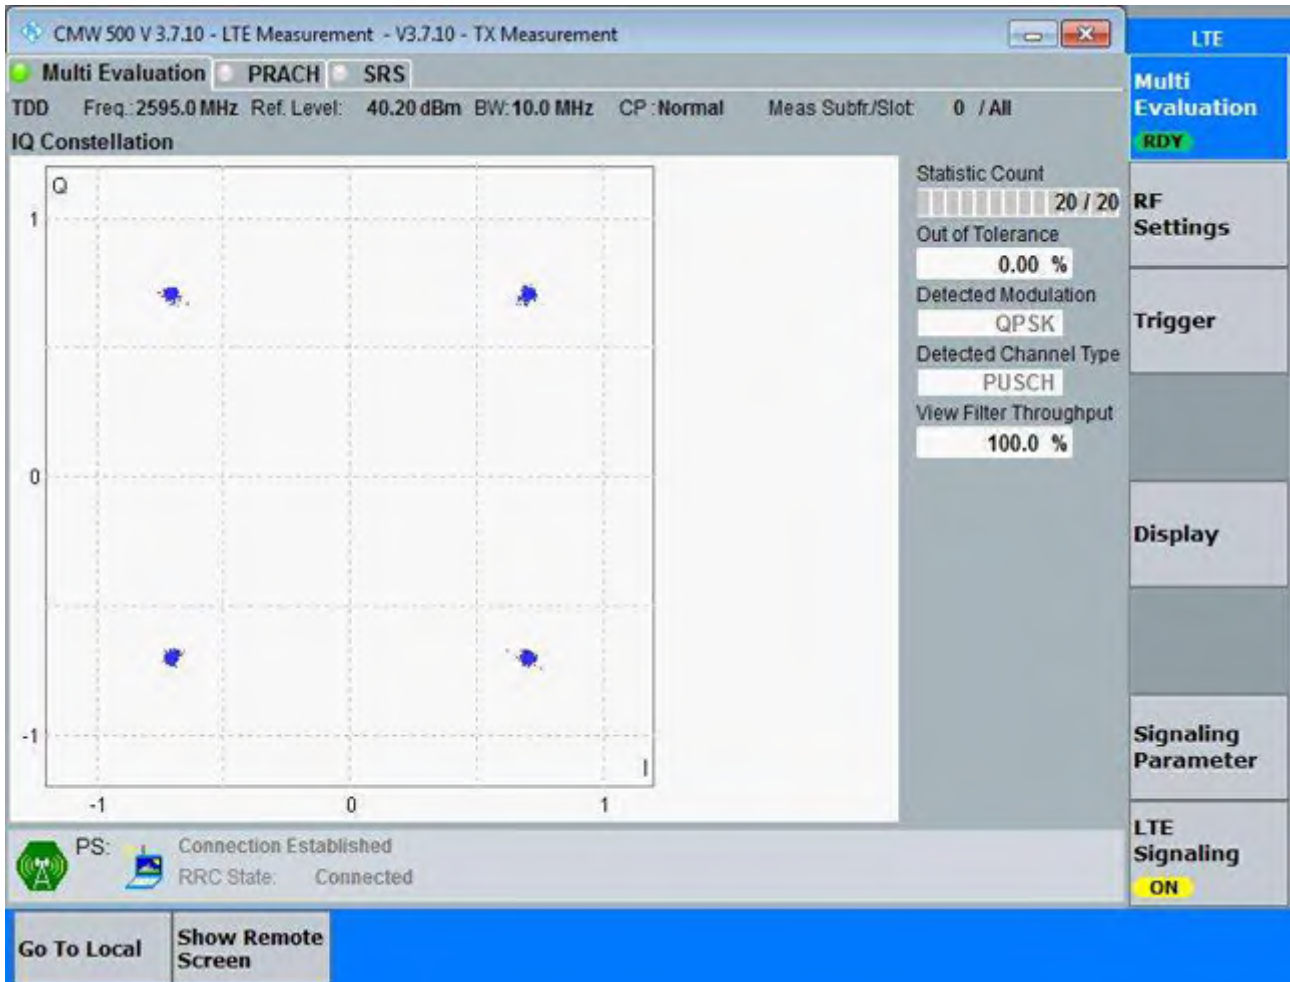 CMW 500 V 3.7.10 - LTE Measurement - V3.7.10 - TX Measurement
LTE
Multi Evaluation PRACH SRS
TDD Freg.:2595.0 MHz Ref. Level: 40.20 dBm BW:10.0 MHz CP :Normal Meas Subfr./Slot: 0 / All
IQ Constellation
Q
1
0
-1
I
-1 0 1
Statistic Count
20 / 20
Out of Tolerance
0.00 %
Detected Modulation
QPSK
Detected Channel Type
PUSCH
View Filter Throughput
100.0 %
Multi
Evaluation
RDY
RF
Settings
Trigger
Display
Signaling
Parameter
LTE
Signaling
ON
PS: Connection Established
RRC State: Connected
Go To Local
Show Remote
Screen